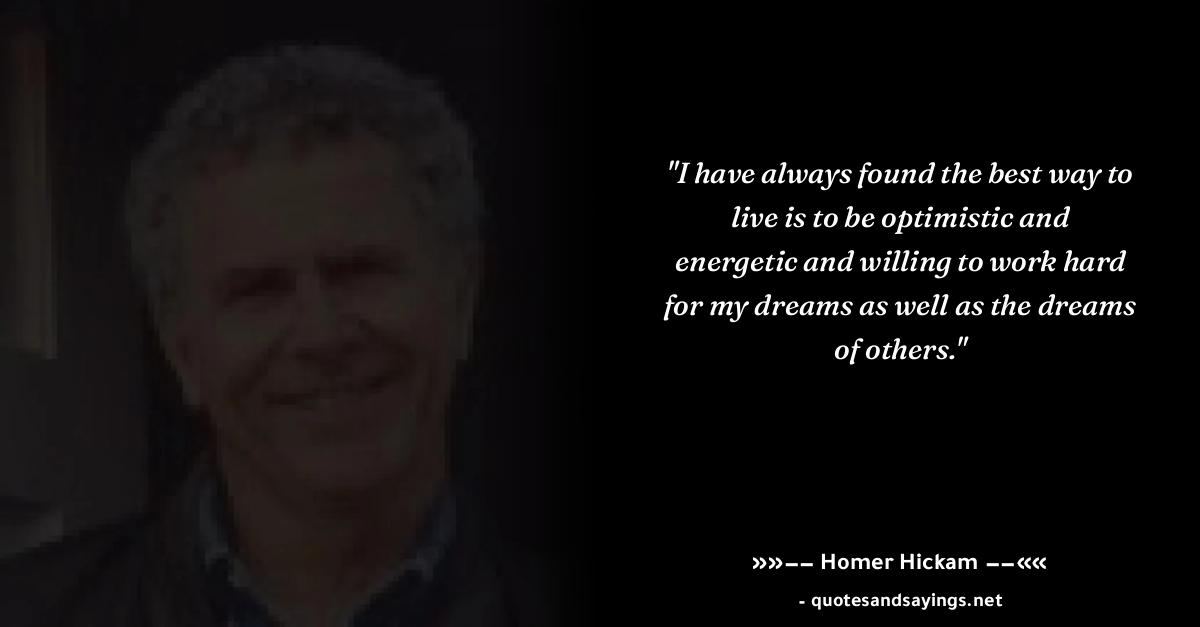 "I have always found the best way to
live is to be optimistic and
energetic and willing to work hard
for my dreams as well as the dreams
of others."
»»–– Homer Hickam ––««
- quotesandsayings.net